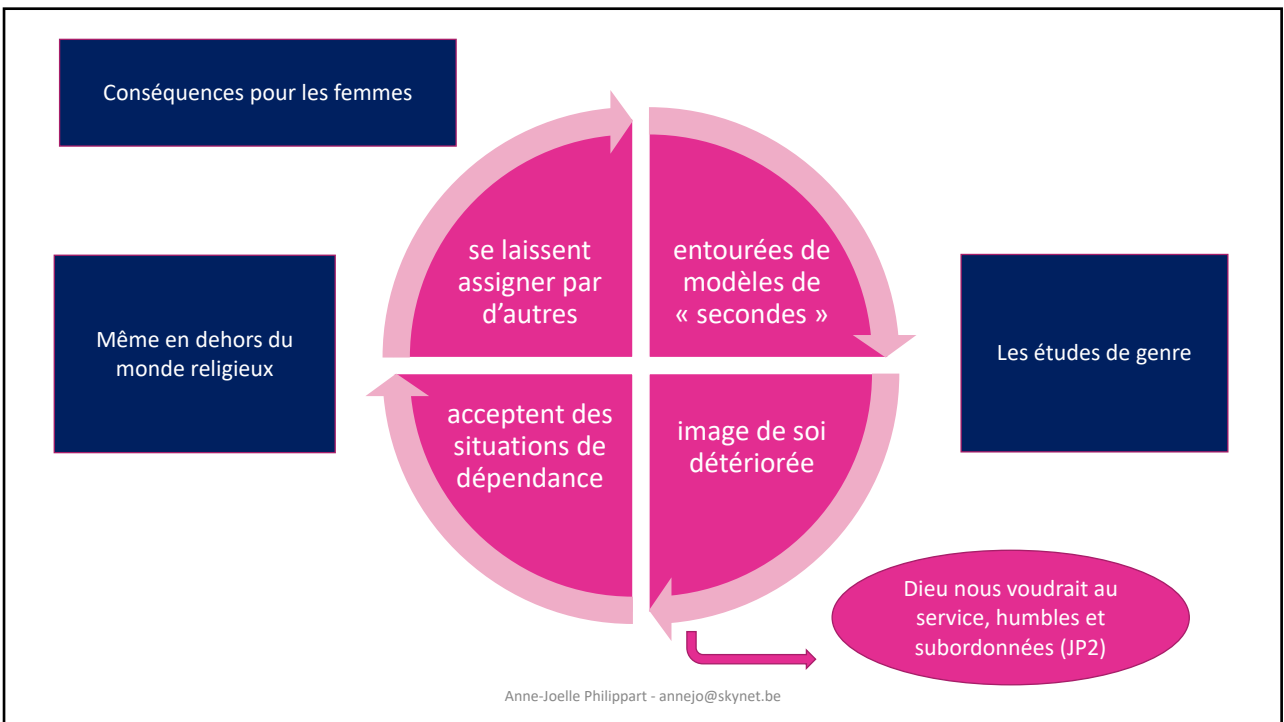 Conséquences pour les femmes
se laissent
assigner par
d’autres
entourées de
modèles de
« secondes »
Même en dehors du
monde religieux
Les études de genre
acceptent des
situations de
dépendance
image de soi
détériorée
Dieu nous voudrait au
service, humbles et
subordonnées (JP2)
Anne-Joelle Philippart - annejo@skynet.be